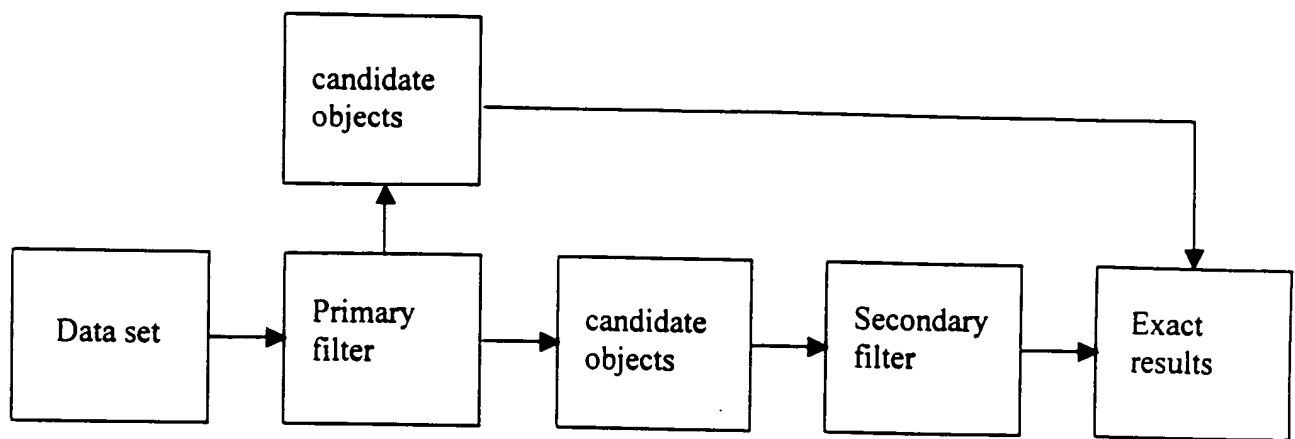 candidate
objects
Data set
Primary
filter
candidate
objects
Secondary
filter
Exact
results